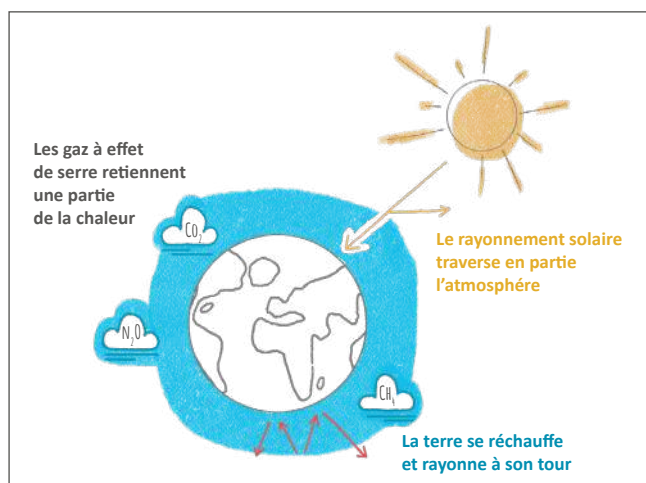 Les gaz à effet
de serre retiennent
une partie
de la chaleur
CO₂
Le rayonnement solaire
traverse en partie
l'atmosphére
N₂O
CH₄
La terre se réchauffe
et rayonne à son tour